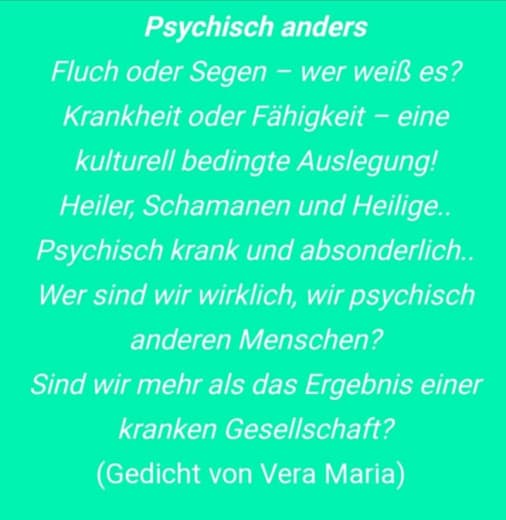 Psychisch anders
Fluch oder Segen – wer weiß es?
Krankheit oder Fähigkeit – eine
kulturell bedingte Auslegung!
Heiler, Schamanen und Heilige..
Psychisch krank und absonderlich..
Wer sind wir wirklich, wir psychisch
anderen Menschen?
Sind wir mehr als das Ergebnis einer
kranken Gesellschaft?
(Gedicht von Vera Maria)